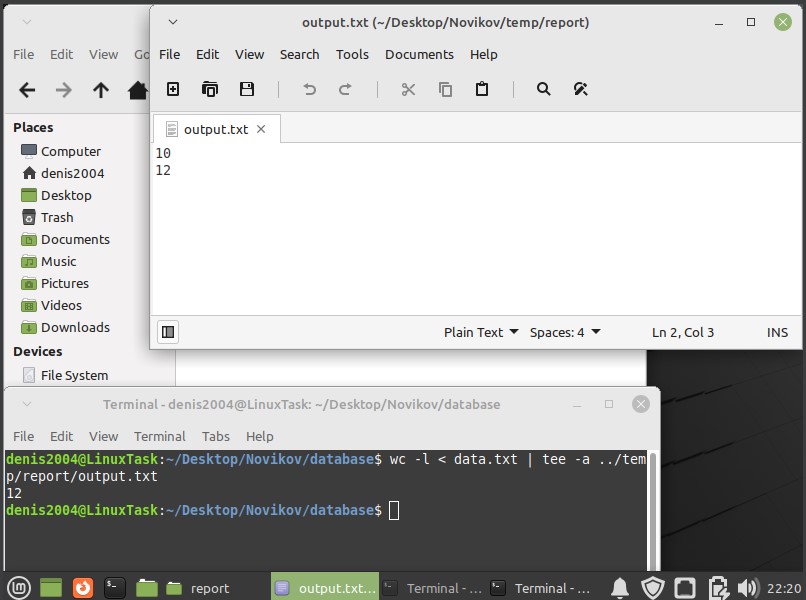 output.txt (~/Desktop/Novikov/temp/report)
File Edit View Go
File Edit View Search Tools Documents Help
Places
Computer
denis2004
Desktop
Trash
Documents
Music
Pictures
Videos
Downloads
Devices
File System
output.txt
10
12
Plain Text Spaces: 4 Ln 2, Col 3 INS
Terminal - denis2004@LinuxTask: ~/Desktop/Novikov/database
File Edit View Terminal Tabs Help
denis2004@LinuxTask:~/Desktop/Novikov/database$ wc -l < data.txt | tee -a ../tem
p/report/output.txt
12
denis2004@LinuxTask:~/Desktop/Novikov/database$
report output.txt... Terminal - ... Terminal - ... 22:20